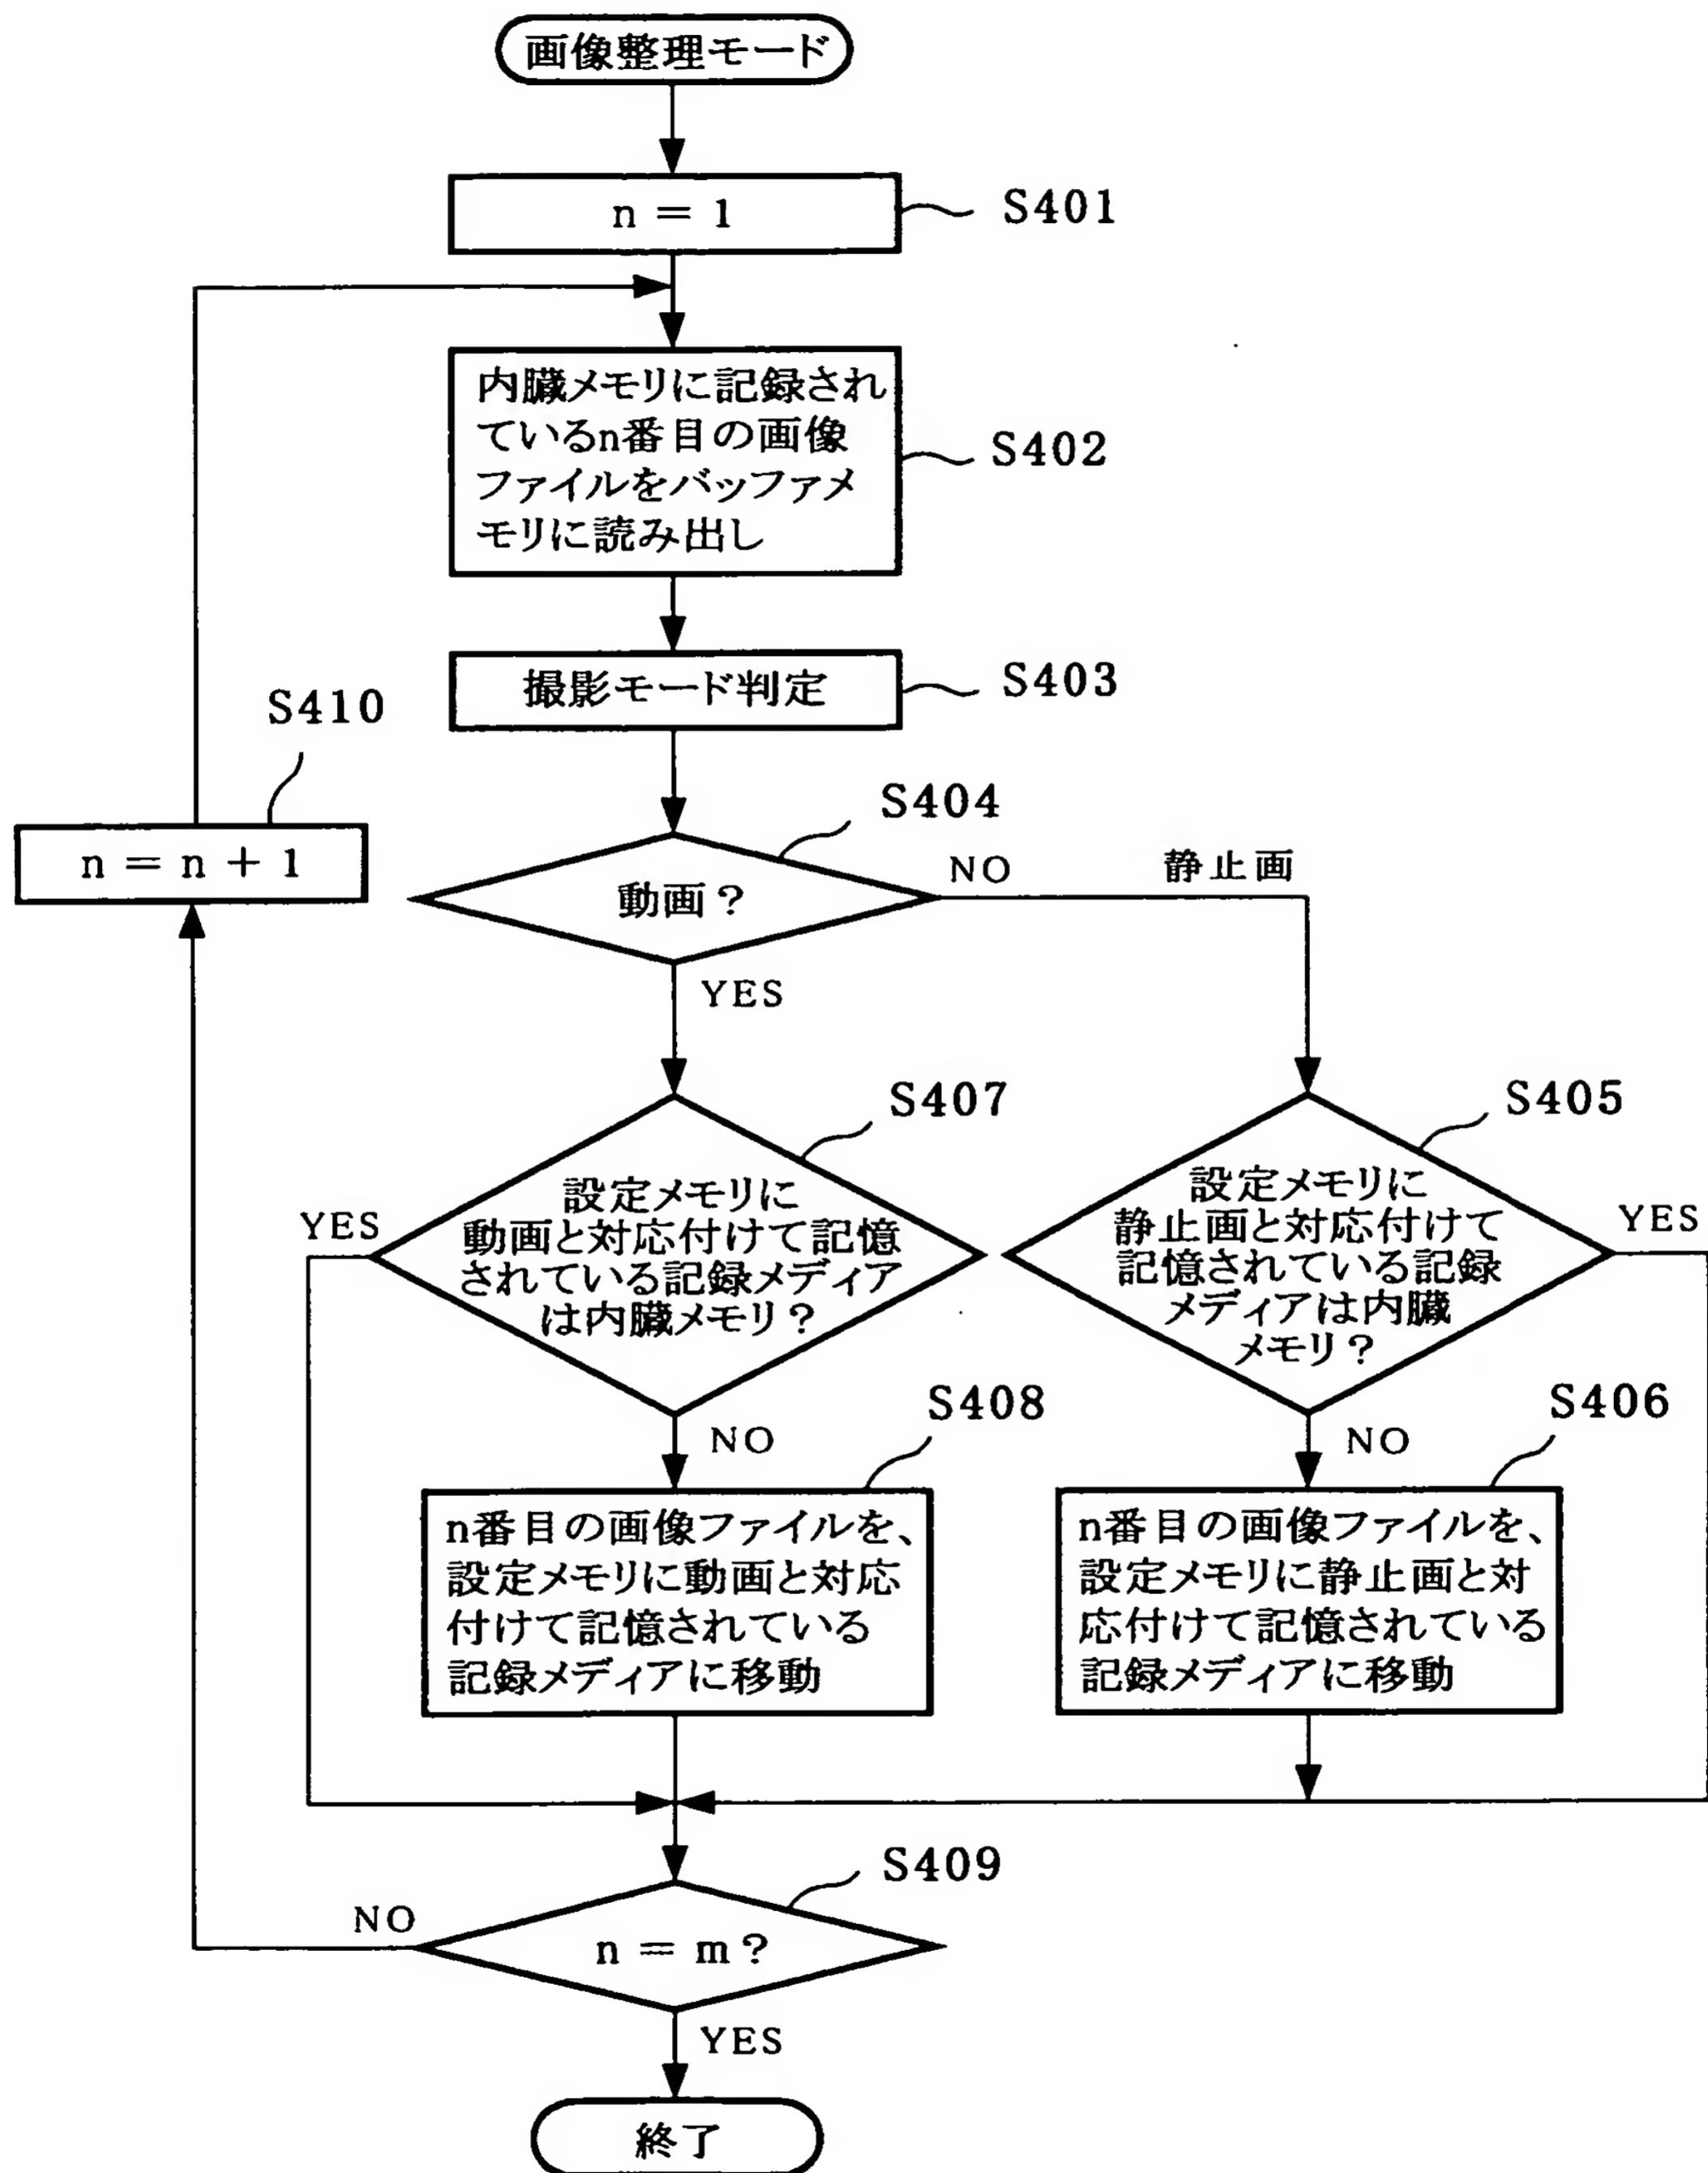 画像整理モード
n = 1
S401
内臓メモリに記録され
ているn番目の画像
ファイルをバッファメ
モリに読み出し
S402
撮影モード判定
S403
S410
n = n + 1
S404
動画？
NO
静止画
YES
S407
設定メモリに
動画と対応付けて記憶
されている記録メディア
は内臓メモリ？
YES
S405
設定メモリに
静止画と対応付けて
記憶されている記録
メディアは内臓
メモリ？
YES
NO
S408
n番目の画像ファイルを、
設定メモリに動画と対応
付けて記憶されている
記録メディアに移動
NO
S406
n番目の画像ファイルを、
設定メモリに静止画と対
応付けて記憶されている
記録メディアに移動
S409
n = m？
NO
YES
終了